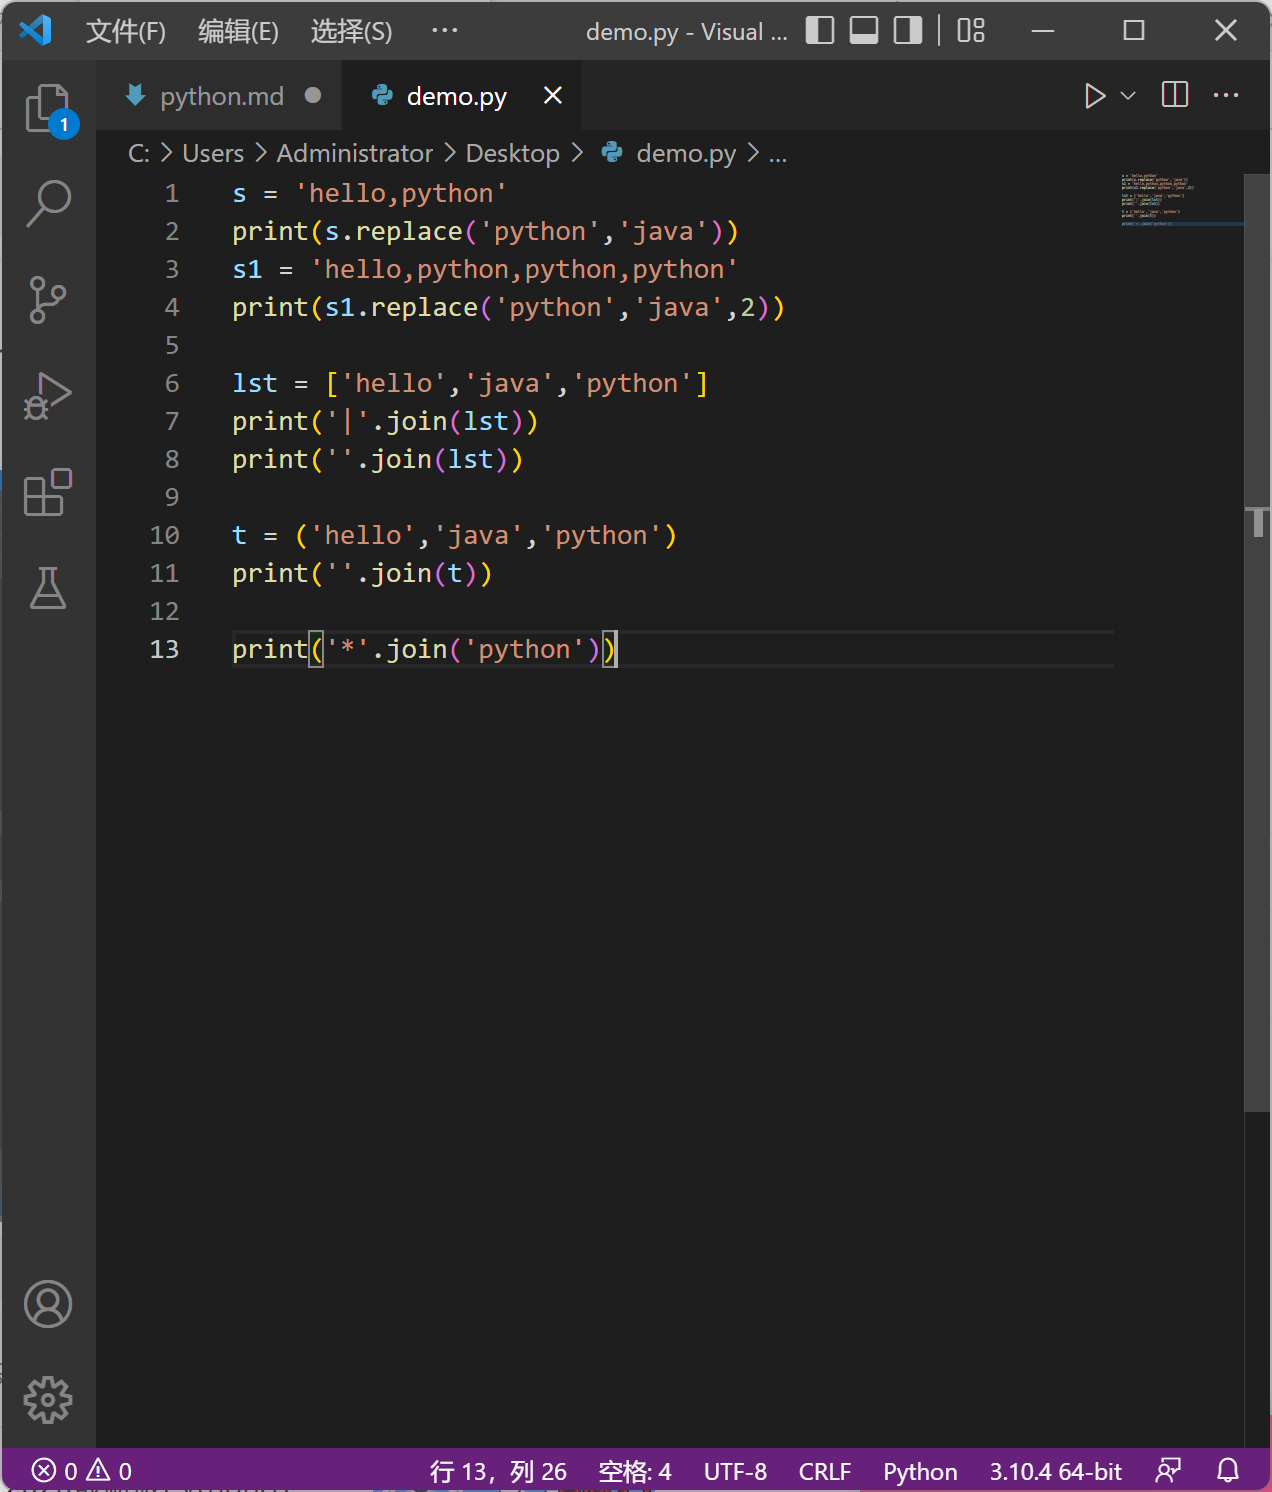 文件(F) 编辑(E) 选择(S) ··· demo.py - Visual ...
python.md demo.py
C: > Users > Administrator > Desktop > demo.py > ...
1 s = 'hello,python'
2 print(s.replace('python','java'))
3 s1 = 'hello,python,python,python'
4 print(s1.replace('python','java',2))
5
6 lst = ['hello','java','python']
7 print('|'.join(lst))
8 print(''.join(lst))
9
10 t = ('hello','java','python')
11 print(''.join(t))
12
13 print('*'.join('python'))
1
0 0 行 13，列 26 空格: 4 UTF-8 CRLF Python 3.10.4 64-bit